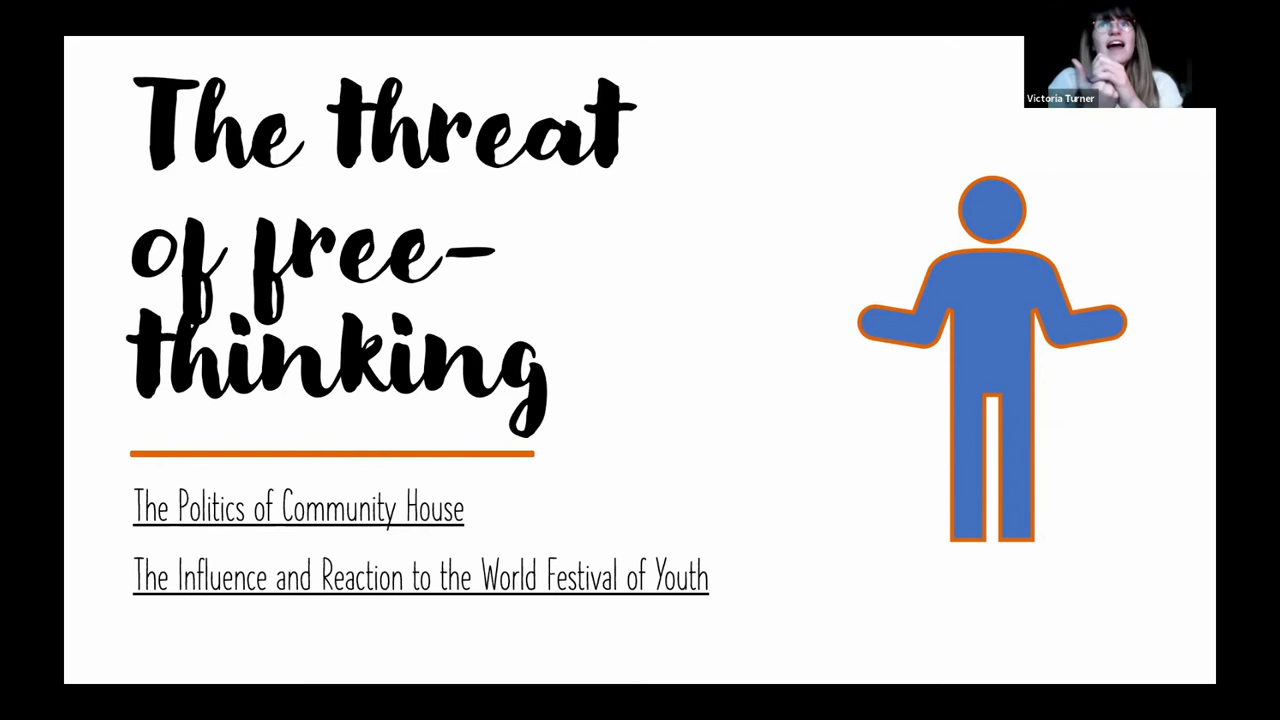 The threat
of free-
thinking
The Politics of Community House
The Influence and Reaction to the World Festival of Youth
Victoria Turner